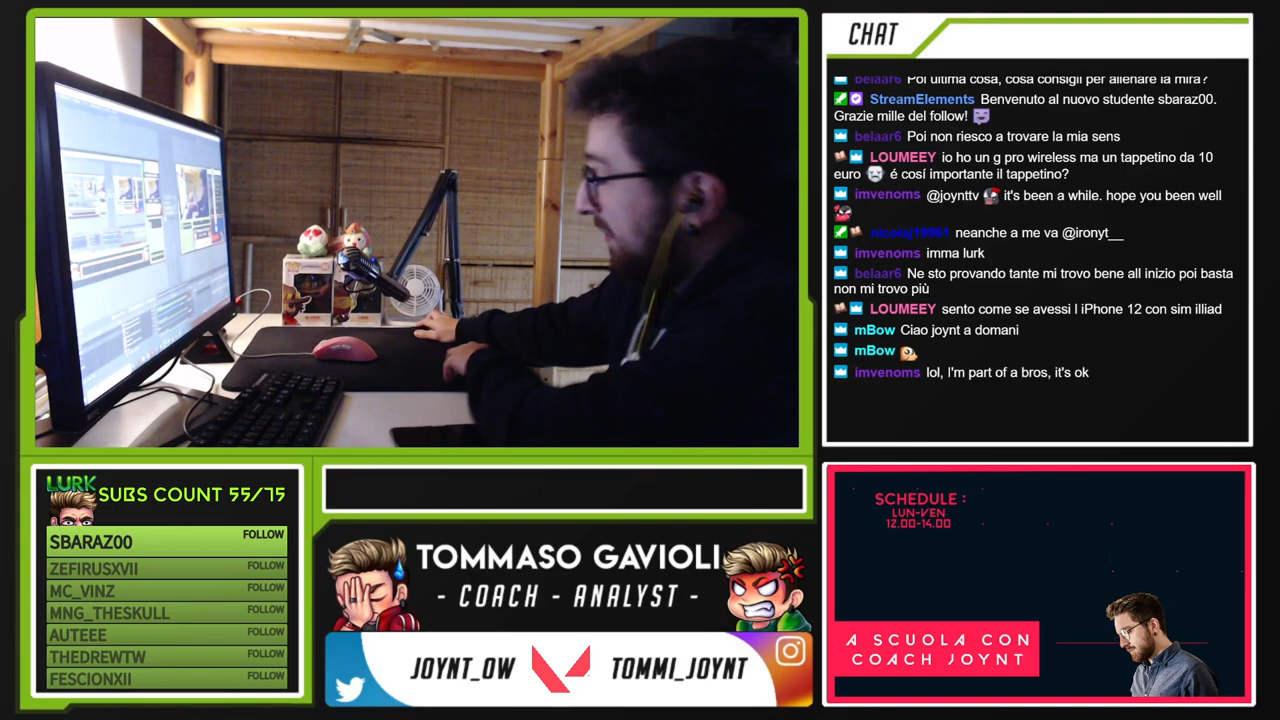 CHAT
belaar6 Poi ultima cosa, cosa consigli per allenare la mira?
StreamElements Benvenuto al nuovo studente sbaraz00.
Grazie mille del follow!
belaar6 Poi non riesco a trovare la mia sens
LOUMEEY io ho un g pro wireless ma un tappetino da 10
euro é cosí importante il tappetino?
imvenoms @joynttv it's been a while. hope you been well
nicolaj19961 neanche a me va @ironyt__
imvenoms imma lurk
belaar6 Ne sto provando tante mi trovo bene all inizio poi basta
non mi trovo più
LOUMEEY sento come se avessi l iPhone 12 con sim illiad
mBow Ciao joynt a domani
mBow
imvenoms lol, I'm part of a bros, it's ok
LURK
SUBS COUNT 55/75
SBARAZ00 FOLLOW
ZEFIRUSXVII FOLLOW
MC_VINZ FOLLOW
MNG_THESKULL FOLLOW
AUTEEE FOLLOW
THEDREWTW FOLLOW
FESCIONXII FOLLOW
TOMMASO GAVIOLI
- COACH - ANALYST -
JOYNT_OW TOMMI_JOYNT
SCHEDULE :
LUN-VEN
12.00-14.00
A SCUOLA CON
COACH JOYNT